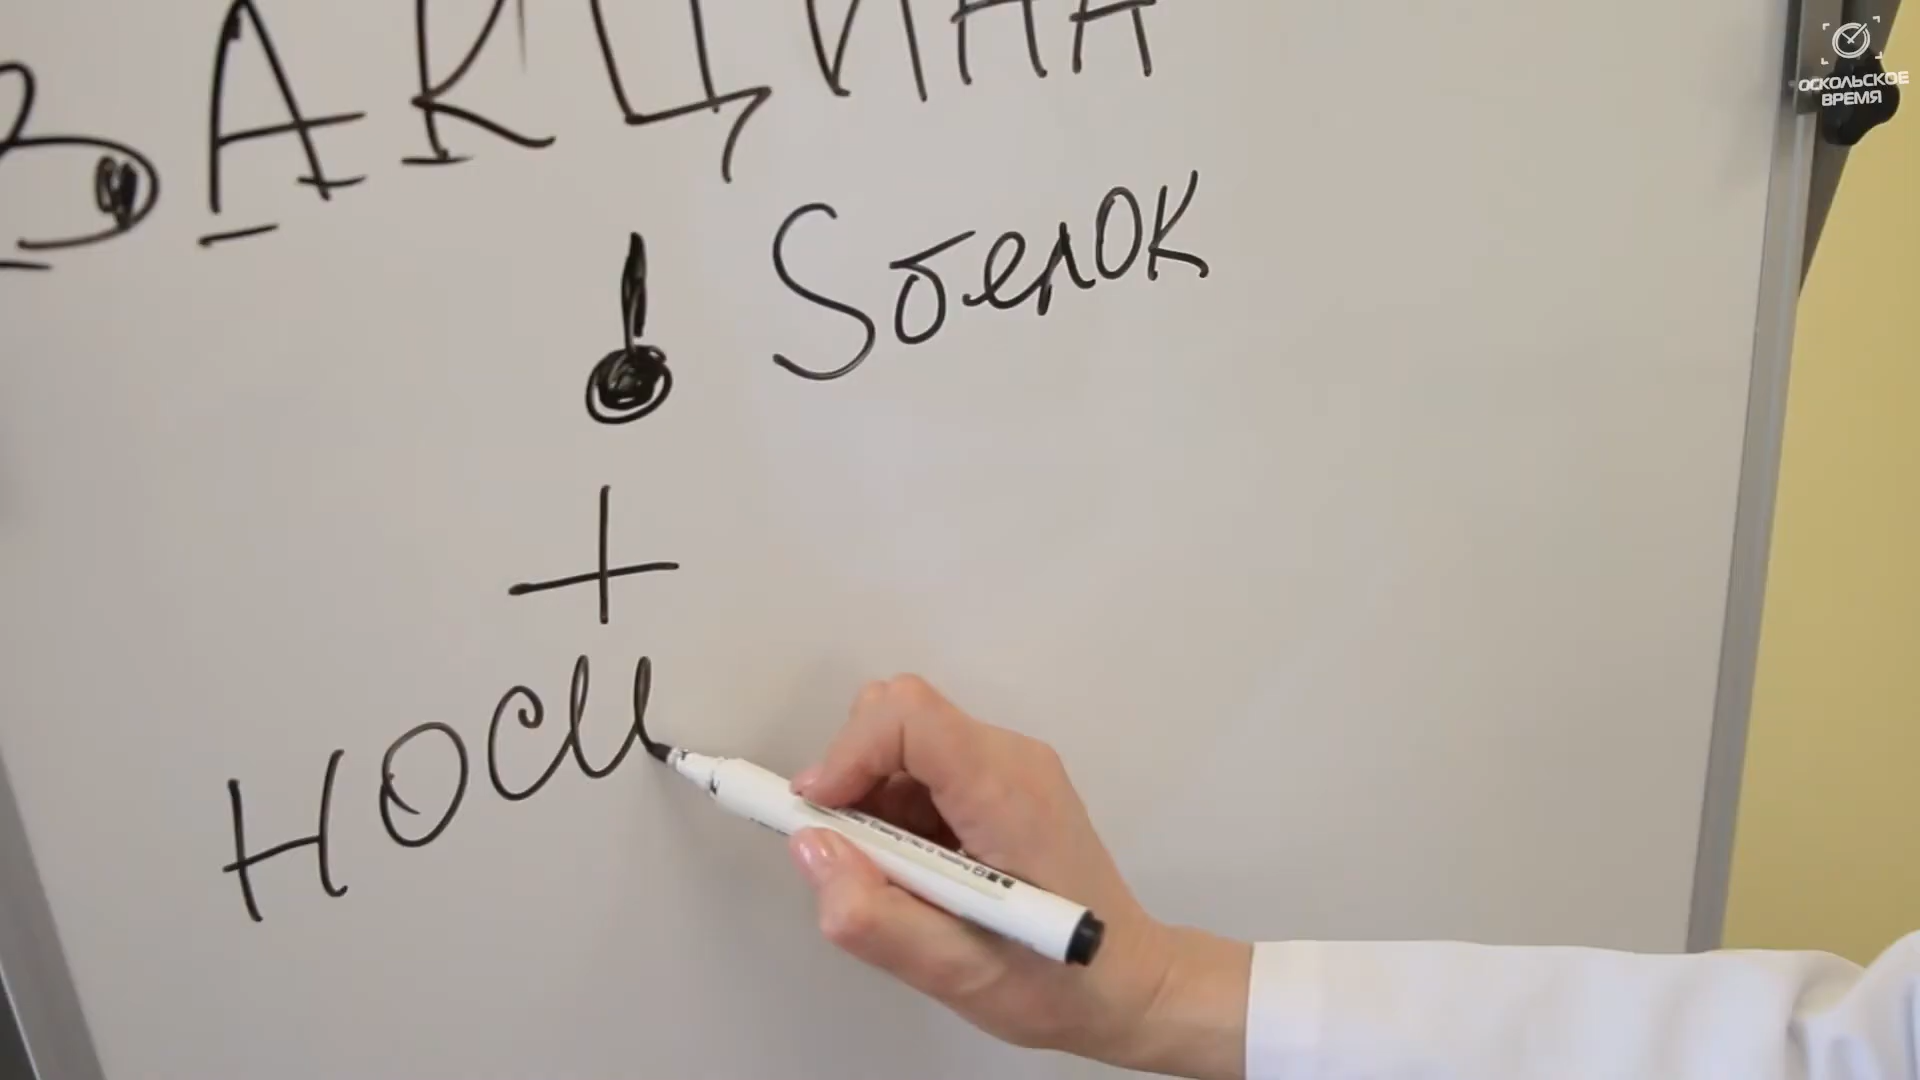 ВАКЦИНА
S белок
+
НОСИ
ОСКОЛЬСКОЕ
ВРЕМЯ